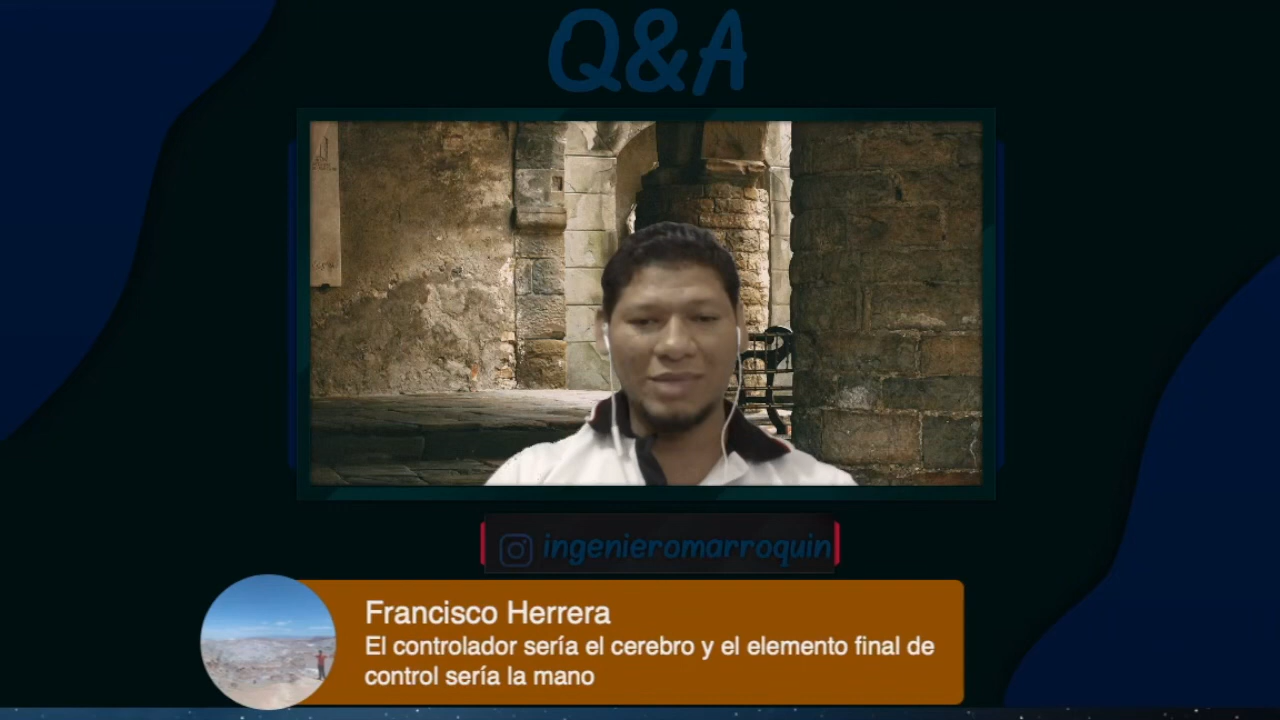 Q&A
ingenieromarroquin
Francisco Herrera
El controlador sería el cerebro y el elemento final de
control sería la mano